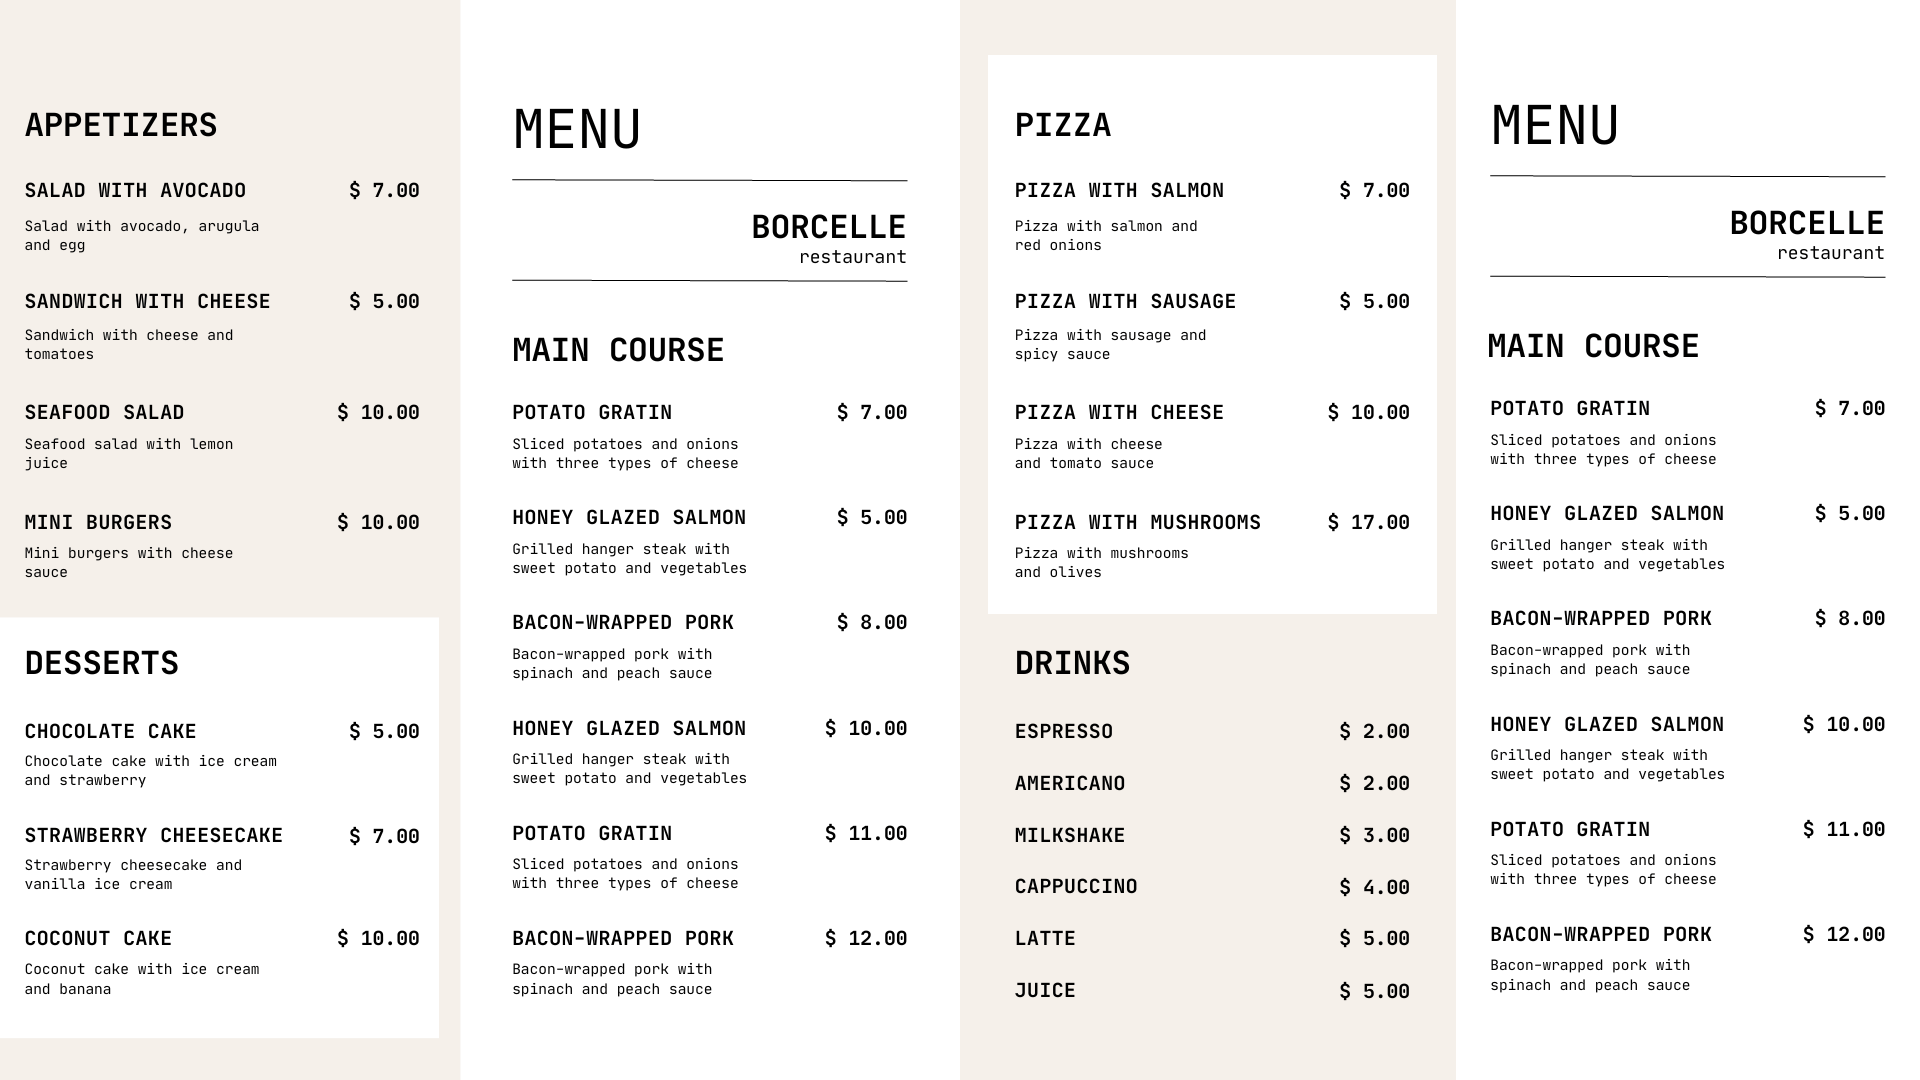 APPETIZERS
SALAD WITH AVOCADO $ 7.00
Salad with avocado, arugula
and egg
SANDWICH WITH CHEESE $ 5.00
Sandwich with cheese and
tomatoes
SEAFOOD SALAD $ 10.00
Seafood salad with lemon
juice
MINI BURGERS $ 10.00
Mini burgers with cheese
sauce
DESSERTS
CHOCOLATE CAKE $ 5.00
Chocolate cake with ice cream
and strawberry
STRAWBERRY CHEESECAKE $ 7.00
Strawberry cheesecake and
vanilla ice cream
COCONUT CAKE $ 10.00
Coconut cake with ice cream
and banana
MENU
BORCELLE
restaurant
MAIN COURSE
POTATO GRATIN $ 7.00
Sliced potatoes and onions
with three types of cheese
HONEY GLAZED SALMON $ 5.00
Grilled hanger steak with
sweet potato and vegetables
BACON-WRAPPED PORK $ 8.00
Bacon-wrapped pork with
spinach and peach sauce
HONEY GLAZED SALMON $ 10.00
Grilled hanger steak with
sweet potato and vegetables
POTATO GRATIN $ 11.00
Sliced potatoes and onions
with three types of cheese
BACON-WRAPPED PORK $ 12.00
Bacon-wrapped pork with
spinach and peach sauce
PIZZA
PIZZA WITH SALMON $ 7.00
Pizza with salmon and
red onions
PIZZA WITH SAUSAGE $ 5.00
Pizza with sausage and
spicy sauce
PIZZA WITH CHEESE $ 10.00
Pizza with cheese
and tomato sauce
PIZZA WITH MUSHROOMS $ 17.00
Pizza with mushrooms
and olives
DRINKS
ESPRESSO $ 2.00
AMERICANO $ 2.00
MILKSHAKE $ 3.00
CAPPUCCINO $ 4.00
LATTE $ 5.00
JUICE $ 5.00
MENU
BORCELLE
restaurant
MAIN COURSE
POTATO GRATIN $ 7.00
Sliced potatoes and onions
with three types of cheese
HONEY GLAZED SALMON $ 5.00
Grilled hanger steak with
sweet potato and vegetables
BACON-WRAPPED PORK $ 8.00
Bacon-wrapped pork with
spinach and peach sauce
HONEY GLAZED SALMON $ 10.00
Grilled hanger steak with
sweet potato and vegetables
POTATO GRATIN $ 11.00
Sliced potatoes and onions
with three types of cheese
BACON-WRAPPED PORK $ 12.00
Bacon-wrapped pork with
spinach and peach sauce